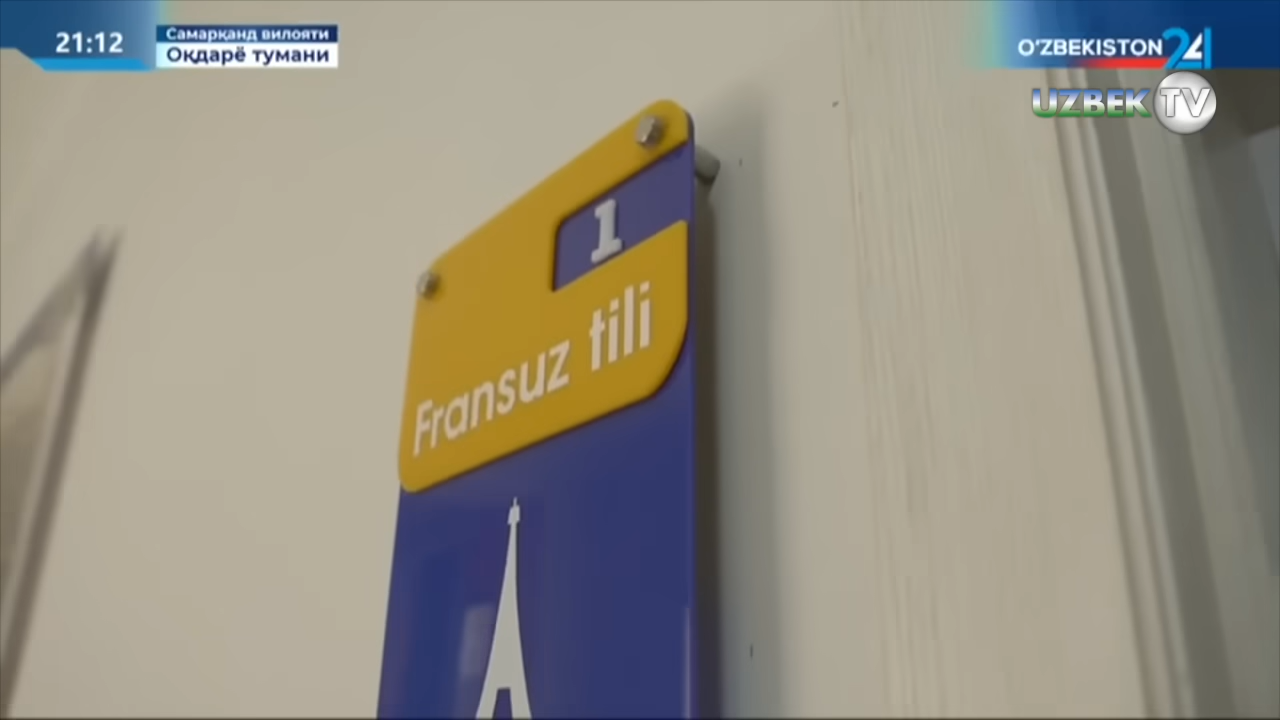 21:12
Самарқанд вилояти
Оқдарё тумани
O'ZBEKISTON 24
UZBEK TV
1
Fransuz tili